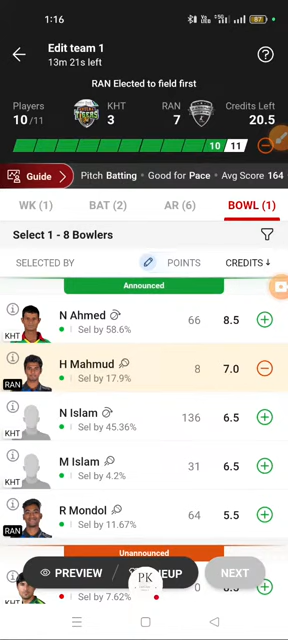 1:16
87
Edit team 1
13m 21s left
RAN Elected to field first
Players
KHT
RAN
Credits Left
10/11
3
7
20.5
10
11
Guide
Pitch Batting • Good for Pace • Avg Score 164
WK (1)
BAT (2)
AR (6)
BOWL (1)
Select 1 - 8 Bowlers
SELECTED BY
POINTS
CREDITS↓
Announced
N Ahmed
Sel by 58.6%
66
8.5
KHT
H Mahmud
Sel by 17.9%
8
7.0
RAN
N Islam
Sel by 45.36%
136
6.5
KHT
M Islam
Sel by 4.2%
31
6.5
KHT
R Mondol
Sel by 11.67%
64
5.5
RAN
Unannounced
PREVIEW
PK
NEXT
Sel by 7.62%